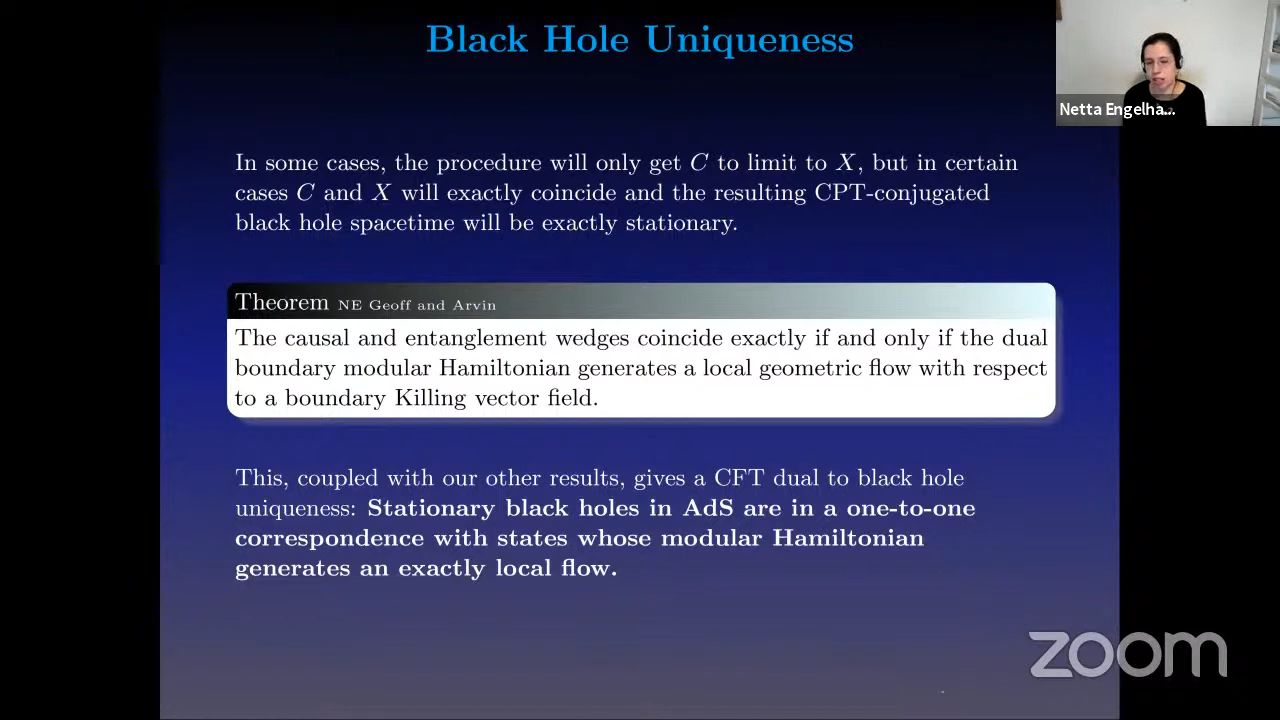 Black Hole Uniqueness
Netta Engelha...
In some cases, the procedure will only get C to limit to X, but in certain
cases C and X will exactly coincide and the resulting CPT-conjugated
black hole spacetime will be exactly stationary.
Theorem NE Geoff and Arvin
The causal and entanglement wedges coincide exactly if and only if the dual
boundary modular Hamiltonian generates a local geometric flow with respect
to a boundary Killing vector field.
This, coupled with our other results, gives a CFT dual to black hole
uniqueness: Stationary black holes in AdS are in a one-to-one
correspondence with states whose modular Hamiltonian
generates an exactly local flow.
zoom